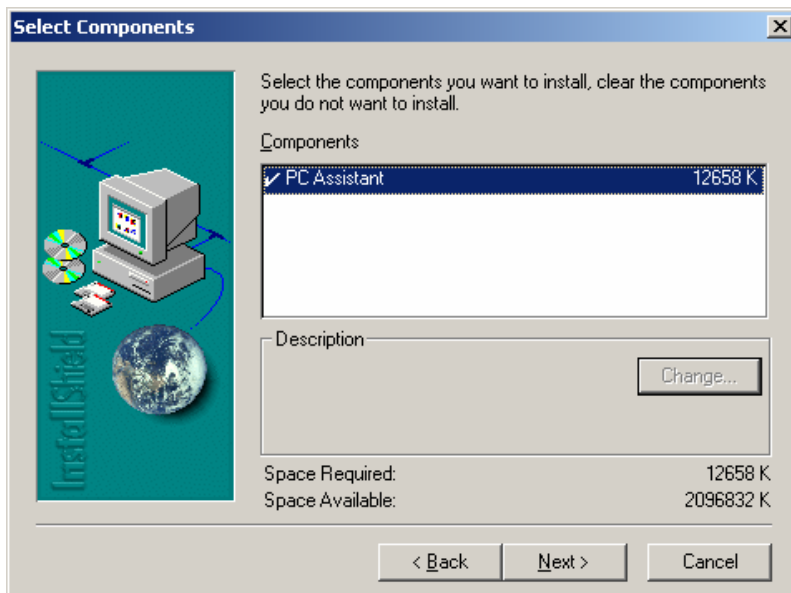 Select Components
Select the components you want to install, clear the components
you do not want to install.
Components
PC Assistant 12658 K
Description
Change...
Space Required: 12658 K
Space Available: 2096832 K
InstallShield
< Back Next > Cancel